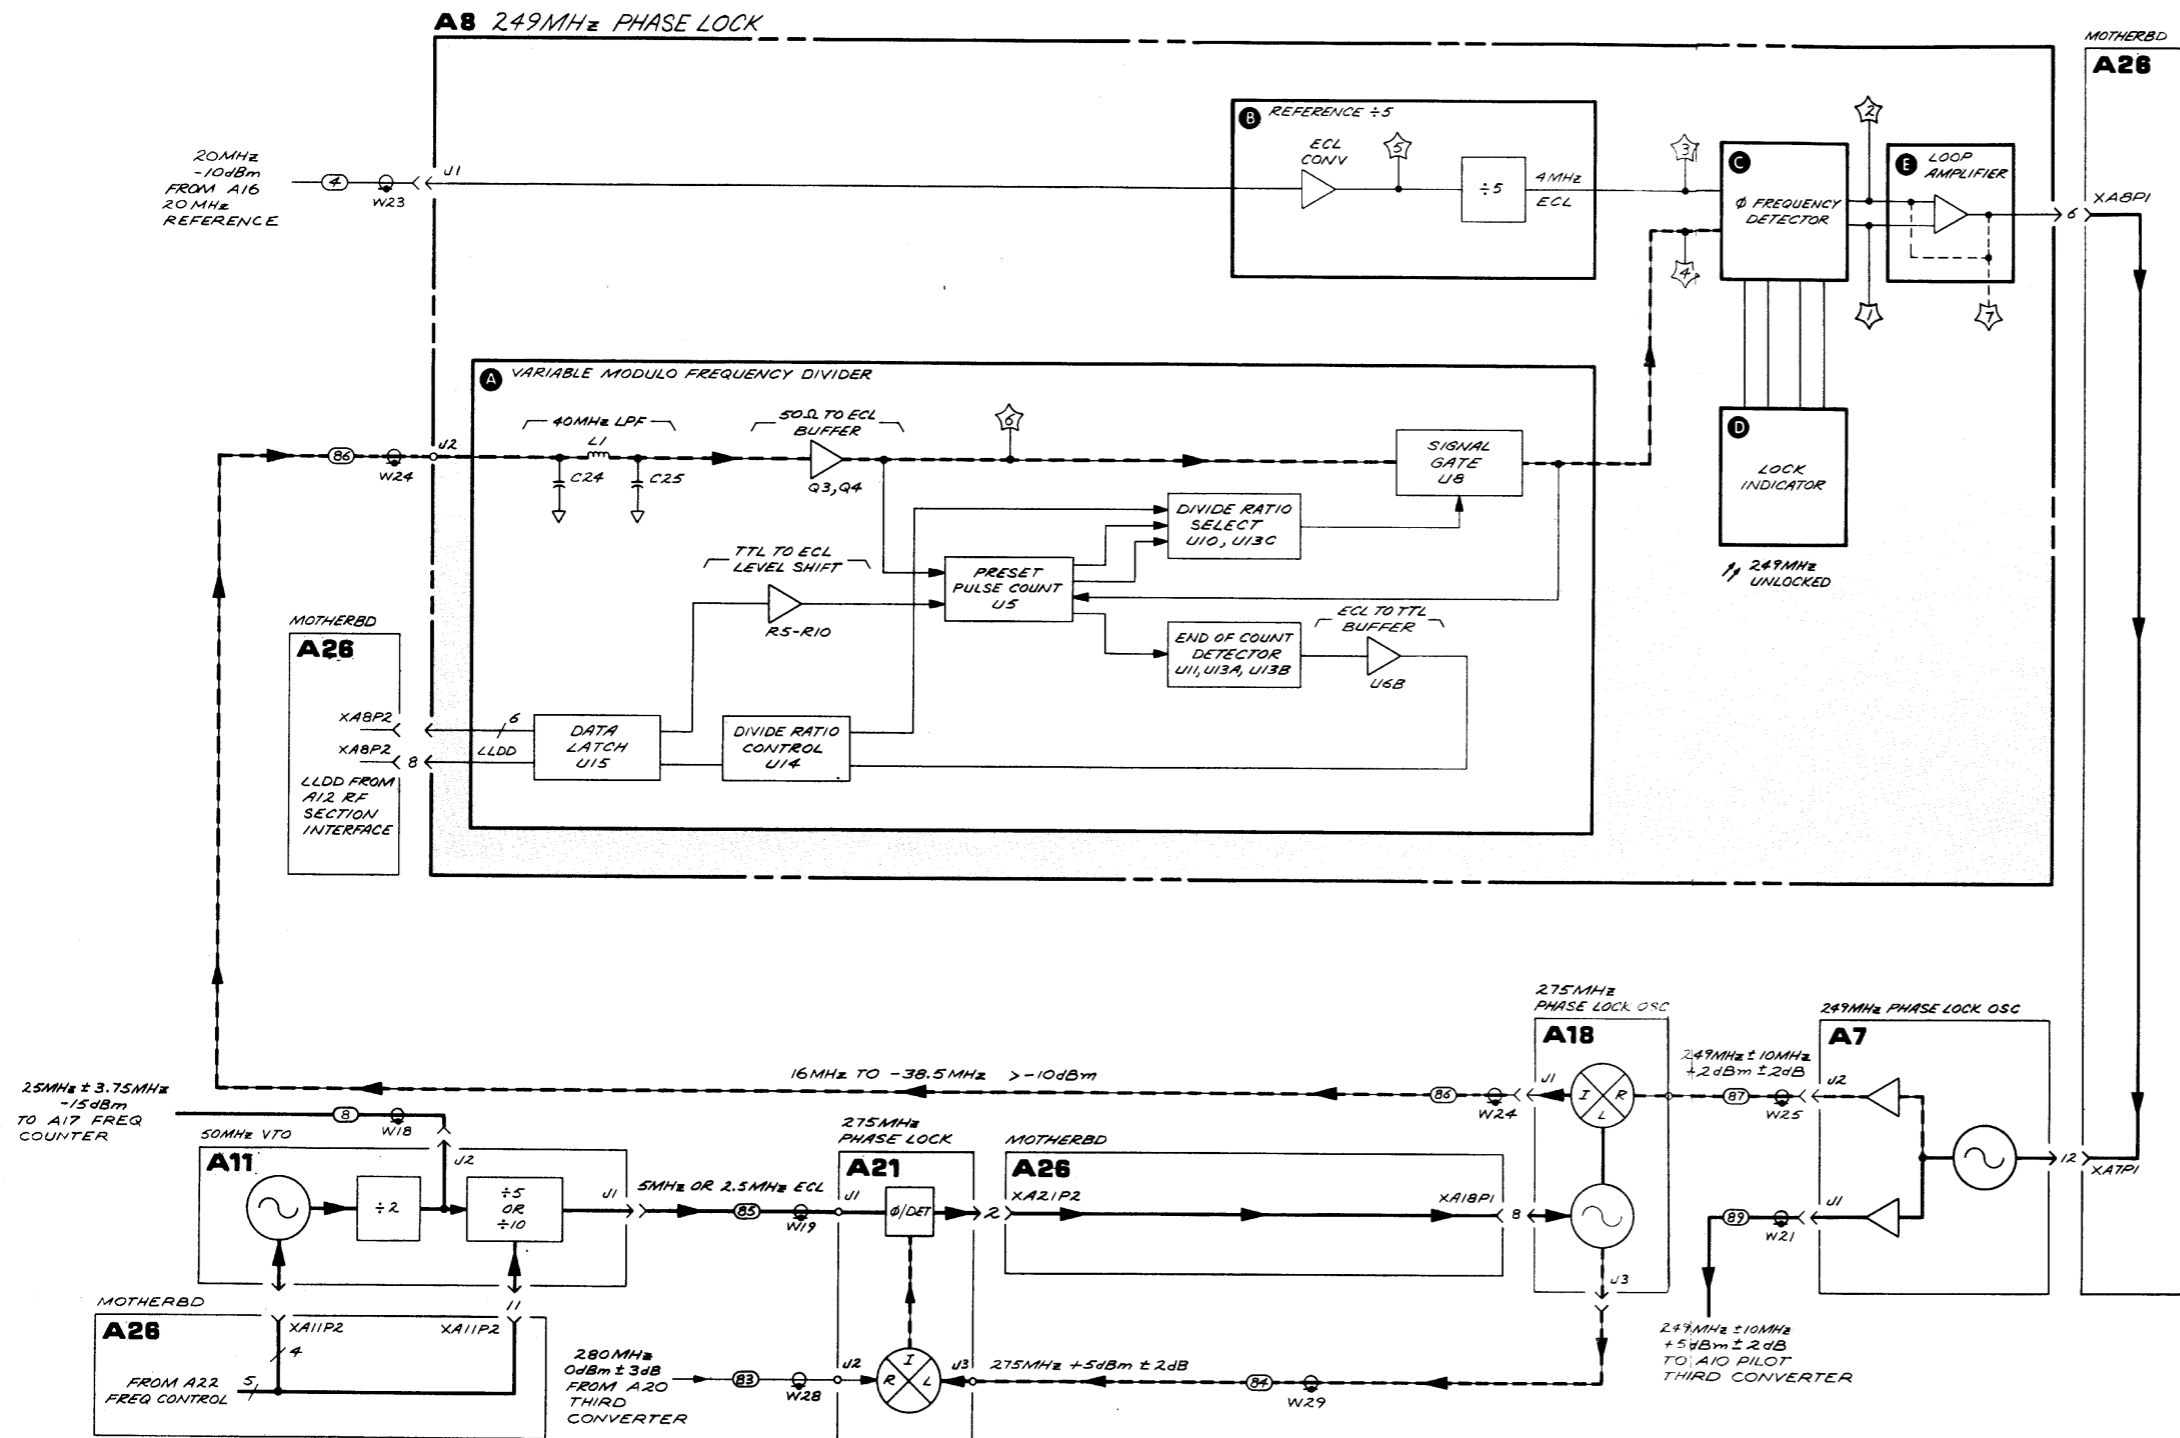 A8 249MHz PHASE LOCK
MOTHERBD
A26
XA8P1
6
20MHz
-10dBm
FROM A16
20MHz
REFERENCE
4
W23
J1
B REFERENCE ÷5
ECL
CONV
5
÷5
4MHz
ECL
3
4
C
Φ FREQUENCY
DETECTOR
2
1
E LOOP
AMPLIFIER
7
D
LOCK
INDICATOR
249MHz
UNLOCKED
A VARIABLE MODULO FREQUENCY DIVIDER
86
W24
J2
40MHz LPF
L1
C24
C25
50Ω TO ECL
BUFFER
Q3,Q4
6
SIGNAL
GATE
U8
DIVIDE RATIO
SELECT
U10, U13C
TTL TO ECL
LEVEL SHIFT
R5-R10
PRESET
PULSE COUNT
U5
END OF COUNT
DETECTOR
U11,U13A,U13B
ECL TO TTL
BUFFER
U6B
MOTHERBD
A26
XA8P2
XA8P2
8
LLDD FROM
A12 RF
SECTION
INTERFACE
6
LLDD
DATA
LATCH
U15
DIVIDE RATIO
CONTROL
U14
16MHz TO -38.5MHz >-10dBm
86
W24
J1
275MHz
PHASE LOCK OSC
A18
I R
L
249MHz ± 10MHz
+2dBm ± 2dB
87
W25
J2
249MHz PHASE LOCK OSC
A7
12
XA7P1
J1
89
W21
249MHz ± 10MHz
+5dBm ± 2dB
TO A10 PILOT
THIRD CONVERTER
25MHz ± 3.75MHz
-15dBm
TO A17 FREQ
COUNTER
8
W18
50MHz VTO
A11
J2
÷2
÷5
OR
÷10
J1
5MHz OR 2.5MHz ECL
85
W19
275MHz
PHASE LOCK
A21
J1
Φ/DET
2
MOTHERBD
A26
XA21P2
XA18P1
8
J3
MOTHERBD
A26
XA11P2
4
11
XA11P2
FROM A22
FREQ CONTROL
5
280MHz
0dBm ± 3dB
FROM A20
THIRD
CONVERTER
83
W28
J2
I
R L
J3
275MHz +5dBm ± 2dB
84
W29